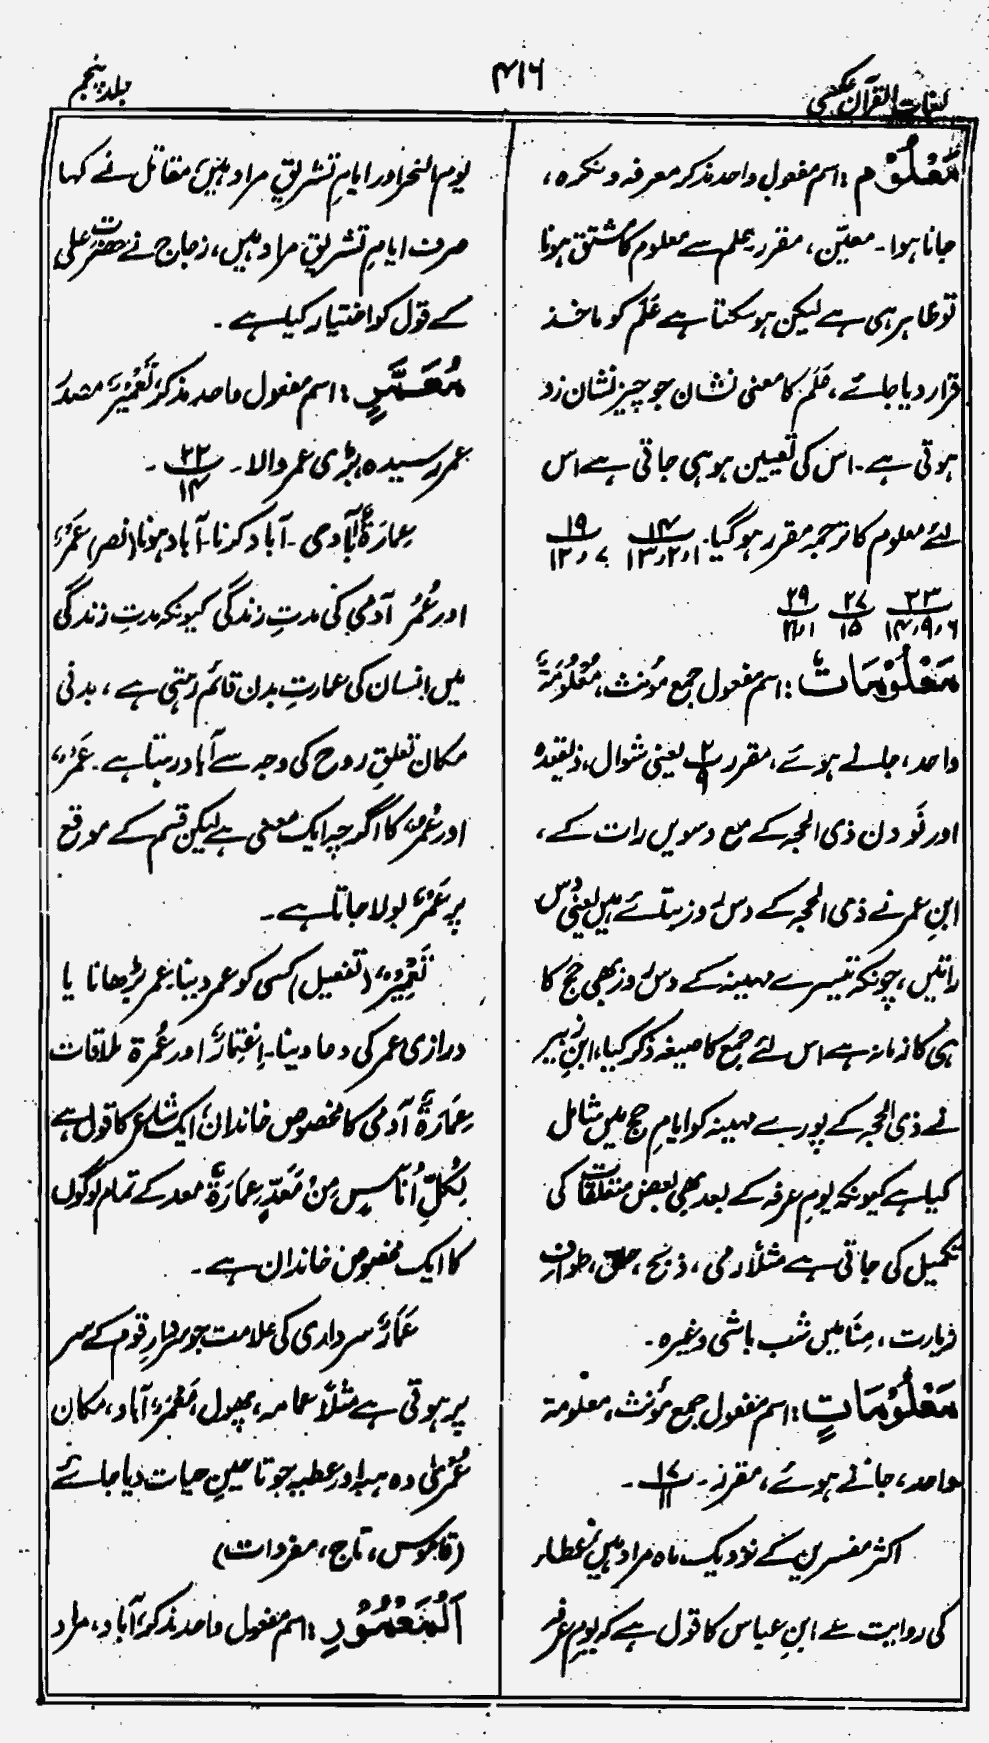 لغات القرآن عکسی
۴۱۶
جلد پنجم
مَعْلُوْمٍ : اسم مفعول واحد مذکر معرفہ و نکرہ،
جانا ہوا۔ معیّن، مقرر۔ علم سے معلوم کا مشتق ہونا
تو ظاہر ہی ہے لیکن ہو سکتا ہے عَلَم کو ماخذ
قرار دیا جائے، عَلَم کا معنی نشان جو چیز نشان زد
ہوتی ہے۔ اس کی تعیین ہو ہی جاتی ہے اس
لئے معلوم کا ترجمہ مقرر ہو گیا۔ ۱۴/۱،۲،۱۳ ۱۹/۷،۱۲
۲۳/۶،۹،۱۴ ۲۷/۱۵ ۲۹/۲۱،۱
مَعْلُوْمَاتٌ : اسم مفعول جمع مؤنث، مَعْلُوْمَۃٌ
واحد، جانے ہوئے، مقرر ۲/۹ یعنی شوال، ذیقعدہ
اور نَو دن ذی الحجہ کے مع دسویں رات کے،
ابنِ عمر نے ذی الحجہ کے دس روز بتائے ہیں یعنی دس
راتیں، چونکہ تیسرے مہینہ کے دس روز بھی حج کا
ہی کا زمانہ ہے اس لئے جمع کا صیغہ ذکر کیا، ابنِ زبیر
نے ذی الحجہ کے پورے مہینہ کو ایامِ حج میں شامل
کیا ہے کیونکہ یومِ عرفہ کے بعد بھی بعض متعلقات کی
تکمیل کی جاتی ہے مثلاً رمی، ذبح، حلق، طوافِ
زیارت، مِنَا میں شب باشی وغیرہ۔
مَعْلُوْمَاتٍ : اسم مفعول جمع مؤنث، معلومۃ
واحد، جانے ہوئے، مقرر۔ ۱۷/۱۱۔
اکثر مفسرین کے نزدیک ماہ مراد ہیں، عطار
کی روایت سے ابنِ عباس کا قول ہے کہ یومِ عرفہ
یوم النحر اور ایامِ تشریق مراد ہیں، مقاتل نے کہا
صرف ایامِ تشریق مراد ہیں، زجاج نے حضرت علی
کے قول کو اختیار کیا ہے۔
مُعَمَّرٍ : اسم مفعول واحد مذکر، تَعْمِیْرٌ مصدر
عمر رسیدہ، بڑی عمر والا۔ ۲۲/۱۴۔
عِمَارَۃٌ آبادی۔ آباد کرنا۔ آباد ہونا (نصر) عَمْرٌ
اور عُمُرٌ آدمی کی مدتِ زندگی کیونکہ مدتِ زندگی
میں انسان کی عمارتِ بدن قائم رہتی ہے، بدنی
مکان تعلقِ روح کی وجہ سے آباد رہتا ہے۔ عَمْرٌ
اور عُمُرٌ کا اگرچہ ایک معنی ہے لیکن قسم کے موقع
پر عَمْرٌ بولا جاتا ہے۔
تَعْمِیْرٌ (تفعیل) کسی کو عمر دینا، عمر بڑھانا یا
درازی عمر کی دعا دینا۔ اِعْتِمَارٌ اور عُمرۃ ملاقات
عِمَارَۃٌ آدمی کا مخصوص خاندان، ایک شاعر کا قول ہے
لِکُلِّ اُنَاسٍ مِنْ مَعَدٍّ عِمَارَۃٌ معد کے تمام لوگوں
کا ایک مخصوص خاندان ہے۔
عَمَارٌ سرداری کی علامت جو سردارِ قوم کے سر
پر ہوتی ہے مثلاً عمامہ، پھول، مَعْمَرٌ آباد، مکان
عُمْرٰی وہ ہبہ اور عطیہ جو تا حینِ حیات دیا جائے
(قاموس، تاج، مفردات)
اَلْمَعْمُوْرِ : اسم مفعول واحد مذکر، آباد، مراد